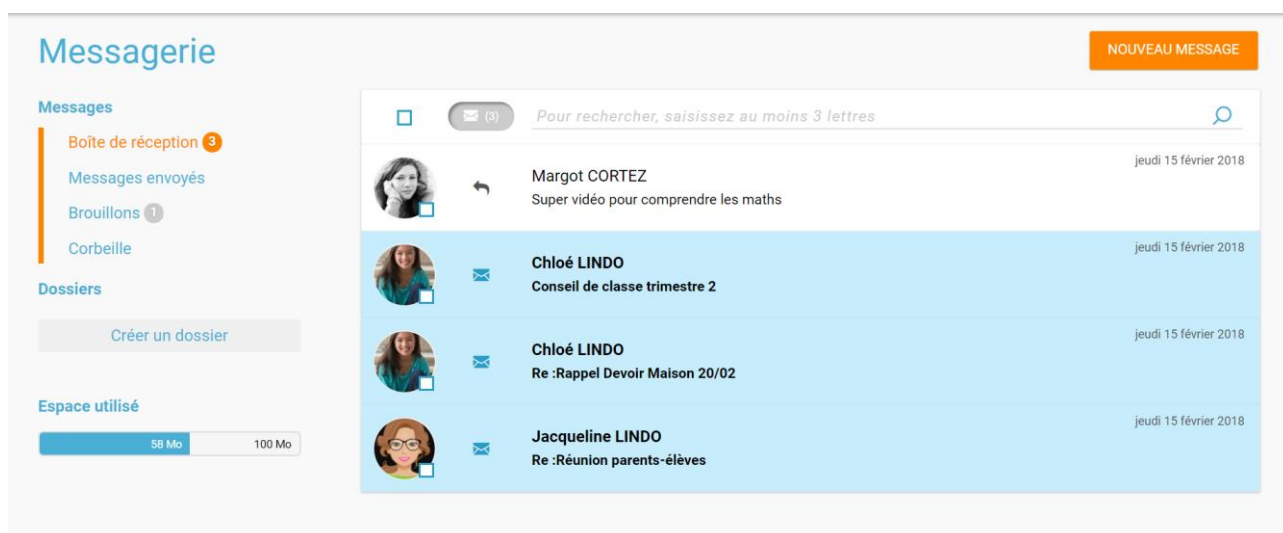 Messagerie
NOUVEAU MESSAGE
Messages
Boîte de réception 3
Messages envoyés
Brouillons 1
Corbeille
Dossiers
Créer un dossier
Espace utilisé
58 Mo 100 Mo
(3) Pour rechercher, saisissez au moins 3 lettres
Margot CORTEZ jeudi 15 février 2018
Super vidéo pour comprendre les maths
Chloé LINDO jeudi 15 février 2018
Conseil de classe trimestre 2
Chloé LINDO jeudi 15 février 2018
Re :Rappel Devoir Maison 20/02
Jacqueline LINDO jeudi 15 février 2018
Re :Réunion parents-élèves